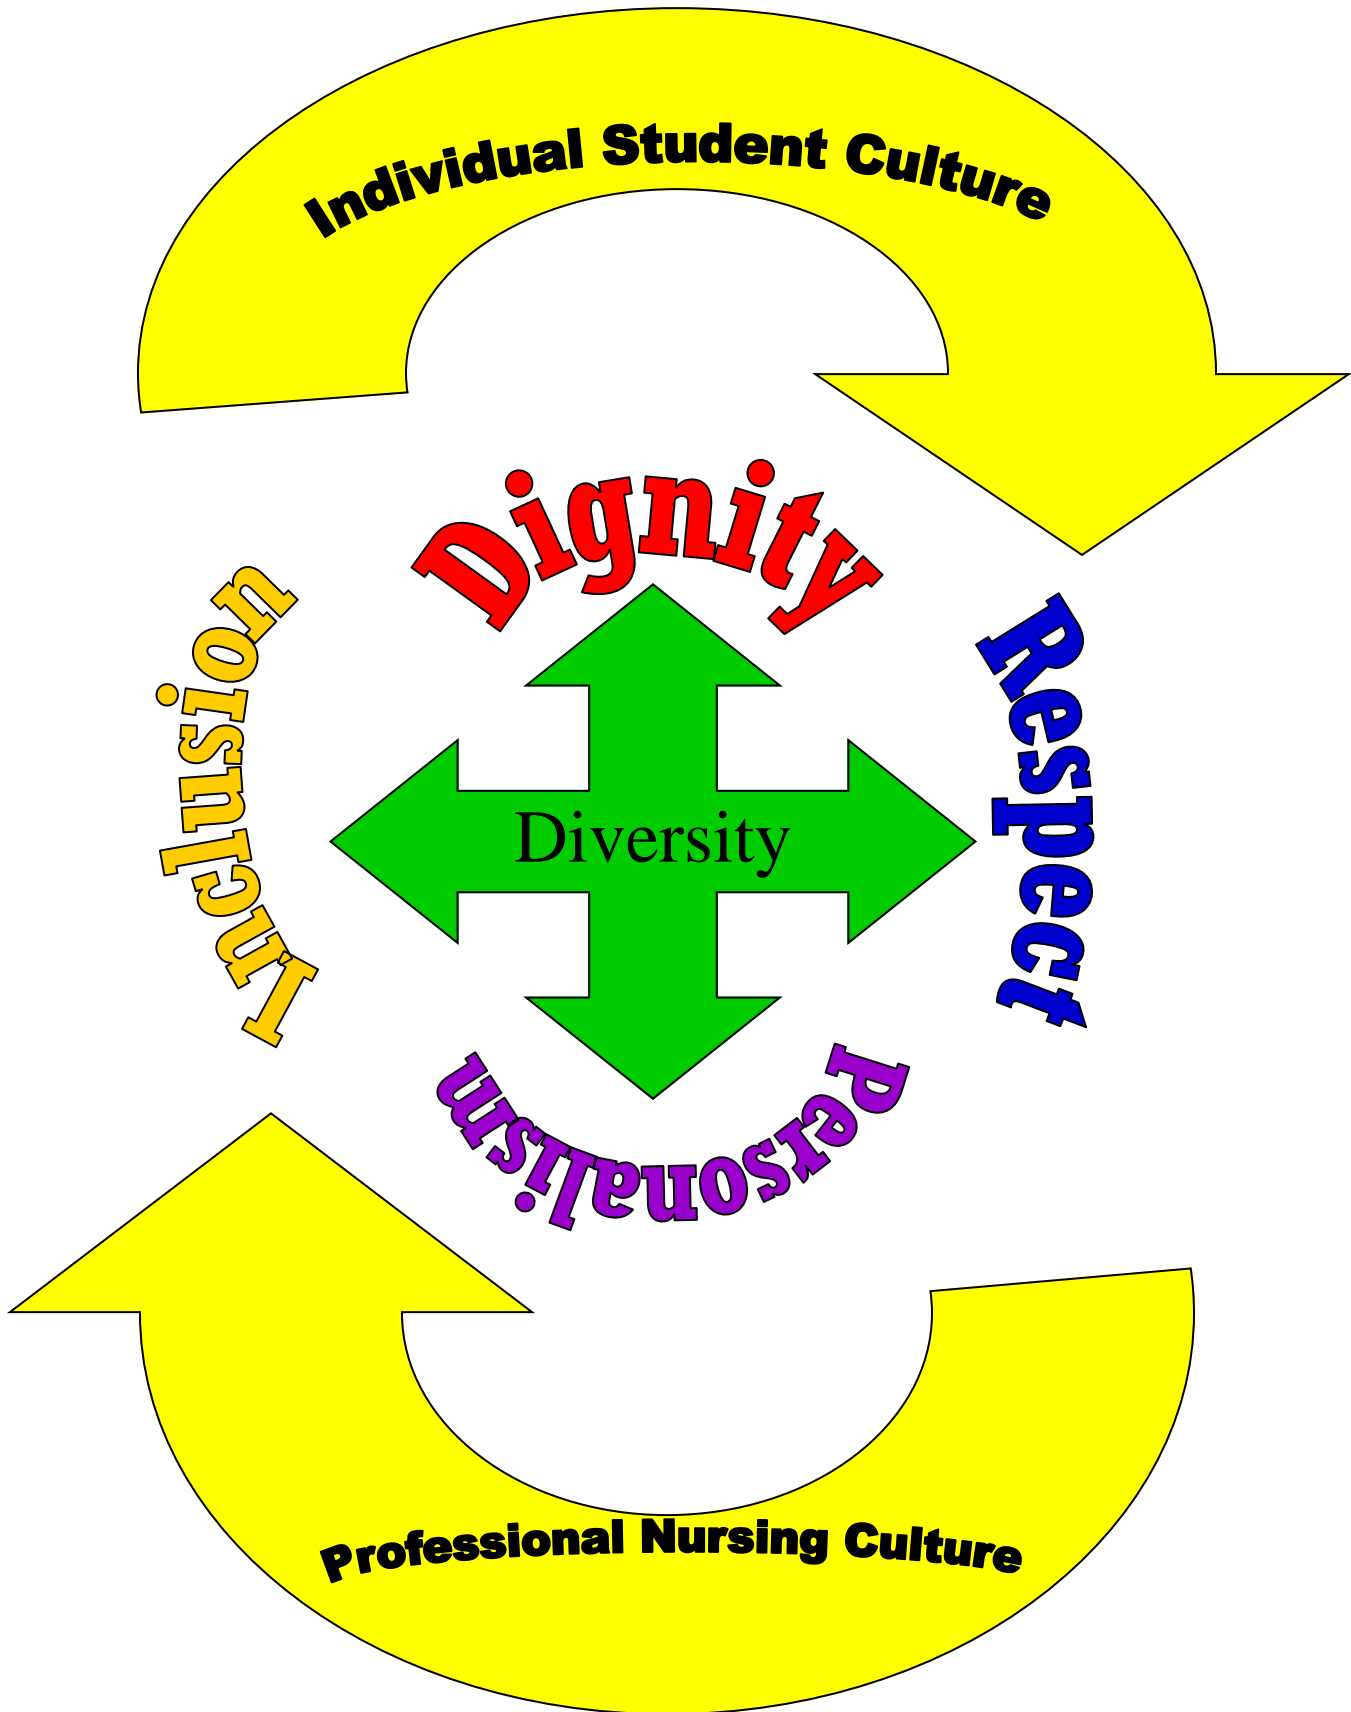 Individual Student Culture
Dignity
Respect
Inclusion
Diversity
Personalism
Professional Nursing Culture